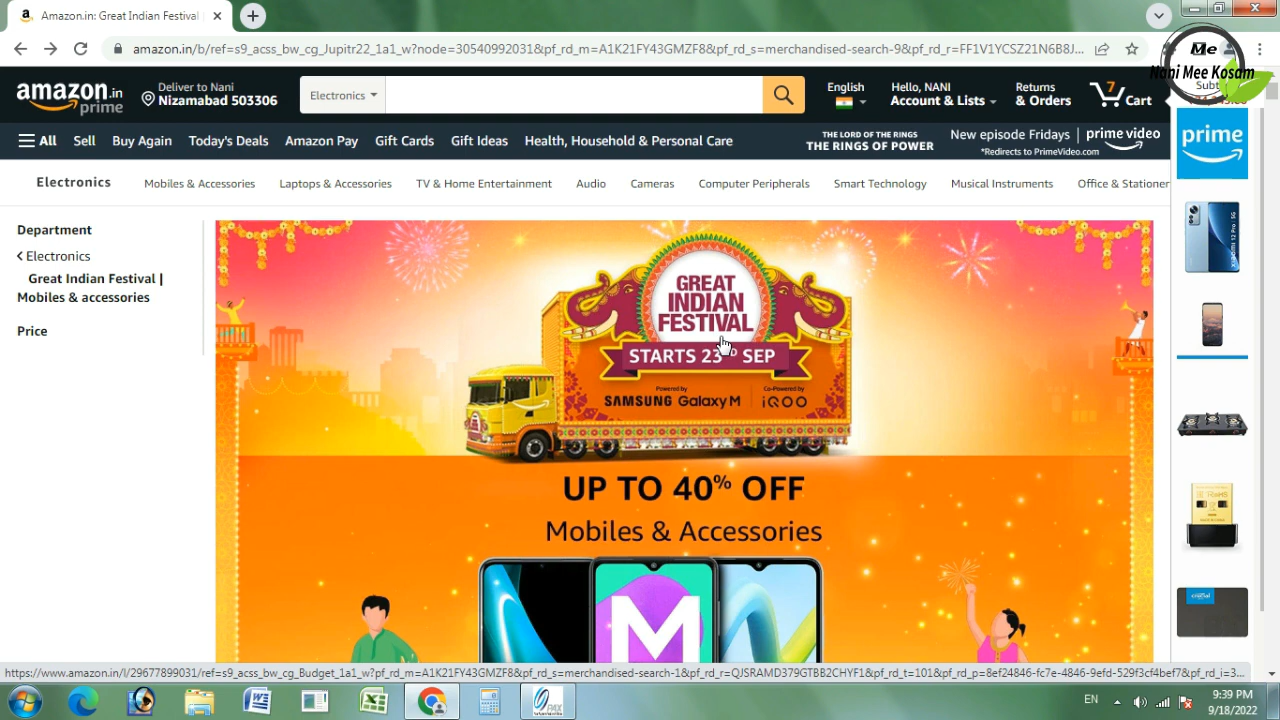 Amazon.in: Great Indian Festival |
amazon.in/b/ref=s9_acss_bw_cg_Jupitr22_1a1_w?node=30540992031&pf_rd_m=A1K21FY43GMZF8&pf_rd_s=merchandised-search-9&pf_rd_r=FF1V1YCSZ21N6B8J...
Me
Nani Mee Kosam
amazon.in
prime
Deliver to Nani
Nizamabad 503306
Electronics
English
Hello, NANI
Account & Lists
Returns
& Orders
7
Cart
All
Sell
Buy Again
Today's Deals
Amazon Pay
Gift Cards
Gift Ideas
Health, Household & Personal Care
THE LORD OF THE RINGS
THE RINGS OF POWER
New episode Fridays
*Redirects to PrimeVideo.com
prime video
prime
Electronics
Mobiles & Accessories
Laptops & Accessories
TV & Home Entertainment
Audio
Cameras
Computer Peripherals
Smart Technology
Musical Instruments
Office & Stationer
Department
Electronics
Great Indian Festival |
Mobiles & accessories
Price
GREAT
INDIAN
FESTIVAL
STARTS 23 SEP
Powered by
SAMSUNG Galaxy M
Co-Powered by
iQOO
UP TO 40% OFF
Mobiles & Accessories
M
Xiaomi 12 Pro 5G
crucial
https://www.amazon.in/l/29677899031/ref=s9_acss_bw_cg_Budget_1a1_w?pf_rd_m=A1K21FY43GMZF8&pf_rd_s=merchandised-search-1&pf_rd_r=QJSRAMD379GTBB2CHYF1&pf_rd_t=101&pf_rd_p=8ef24846-fc7e-4846-9efd-529f3cf4bef7&pf_rd_i=3...
EN
9:39 PM
9/18/2022